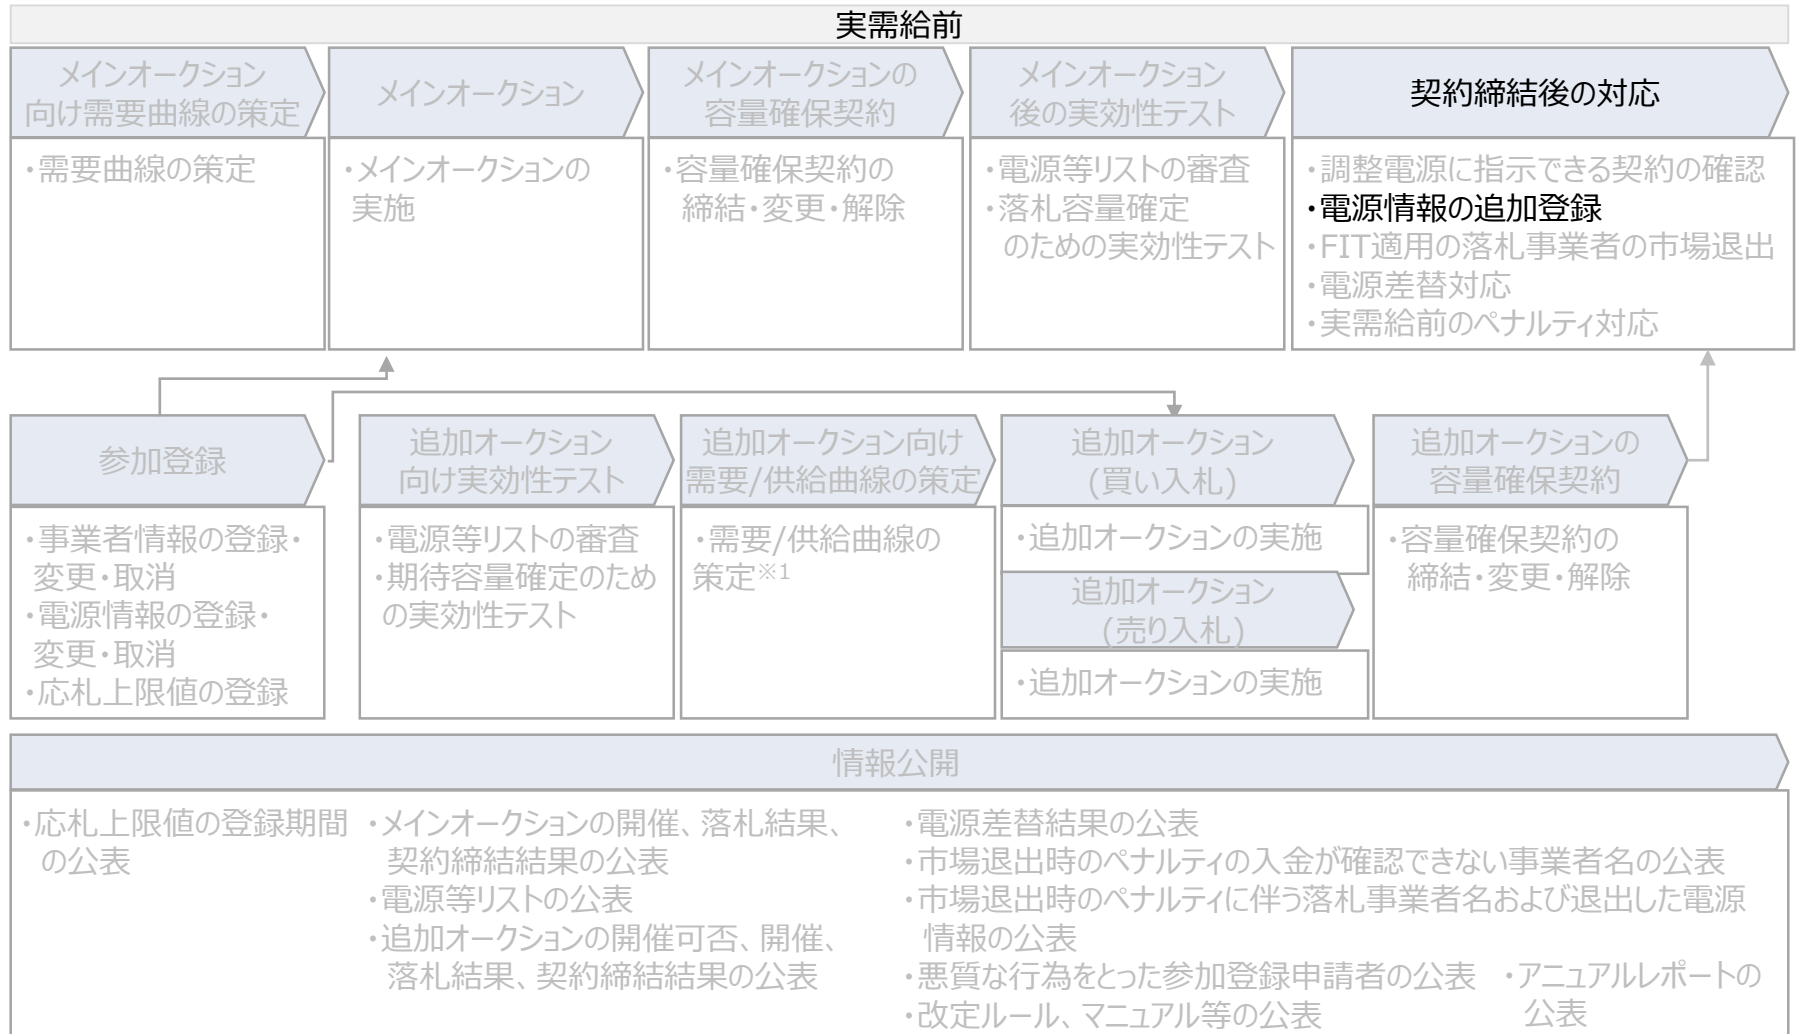 実需給前
メインオークション
向け需要曲線の策定
・需要曲線の策定
メインオークション
・メインオークションの
実施
メインオークションの
容量確保契約
・容量確保契約の
締結・変更・解除
メインオークション
後の実効性テスト
・電源等リストの審査
・落札容量確定
のための実効性テスト
契約締結後の対応
・調整電源に指示できる契約の確認
・電源情報の追加登録
・FIT適用の落札事業者の市場退出
・電源差替対応
・実需給前のペナルティ対応
参加登録
・事業者情報の登録・
変更・取消
・電源情報の登録・
変更・取消
・応札上限値の登録
追加オークション
向け実効性テスト
・電源等リストの審査
・期待容量確定のため
の実効性テスト
追加オークション向け
需要/供給曲線の策定
・需要/供給曲線の
策定※1
追加オークション
(買い入札)
・追加オークションの実施
追加オークション
(売り入札)
・追加オークションの実施
追加オークションの
容量確保契約
・容量確保契約の
締結・変更・解除
情報公開
・応札上限値の登録期間
の公表
・メインオークションの開催、落札結果、
契約締結結果の公表
・電源等リストの公表
・追加オークションの開催可否、開催、
落札結果、契約締結結果の公表
・電源差替結果の公表
・市場退出時のペナルティの入金が確認できない事業者名の公表
・市場退出時のペナルティに伴う落札事業者名および退出した電源
情報の公表
・悪質な行為をとった参加登録申請者の公表
・改定ルール、マニュアル等の公表
・アニュアルレポートの
公表